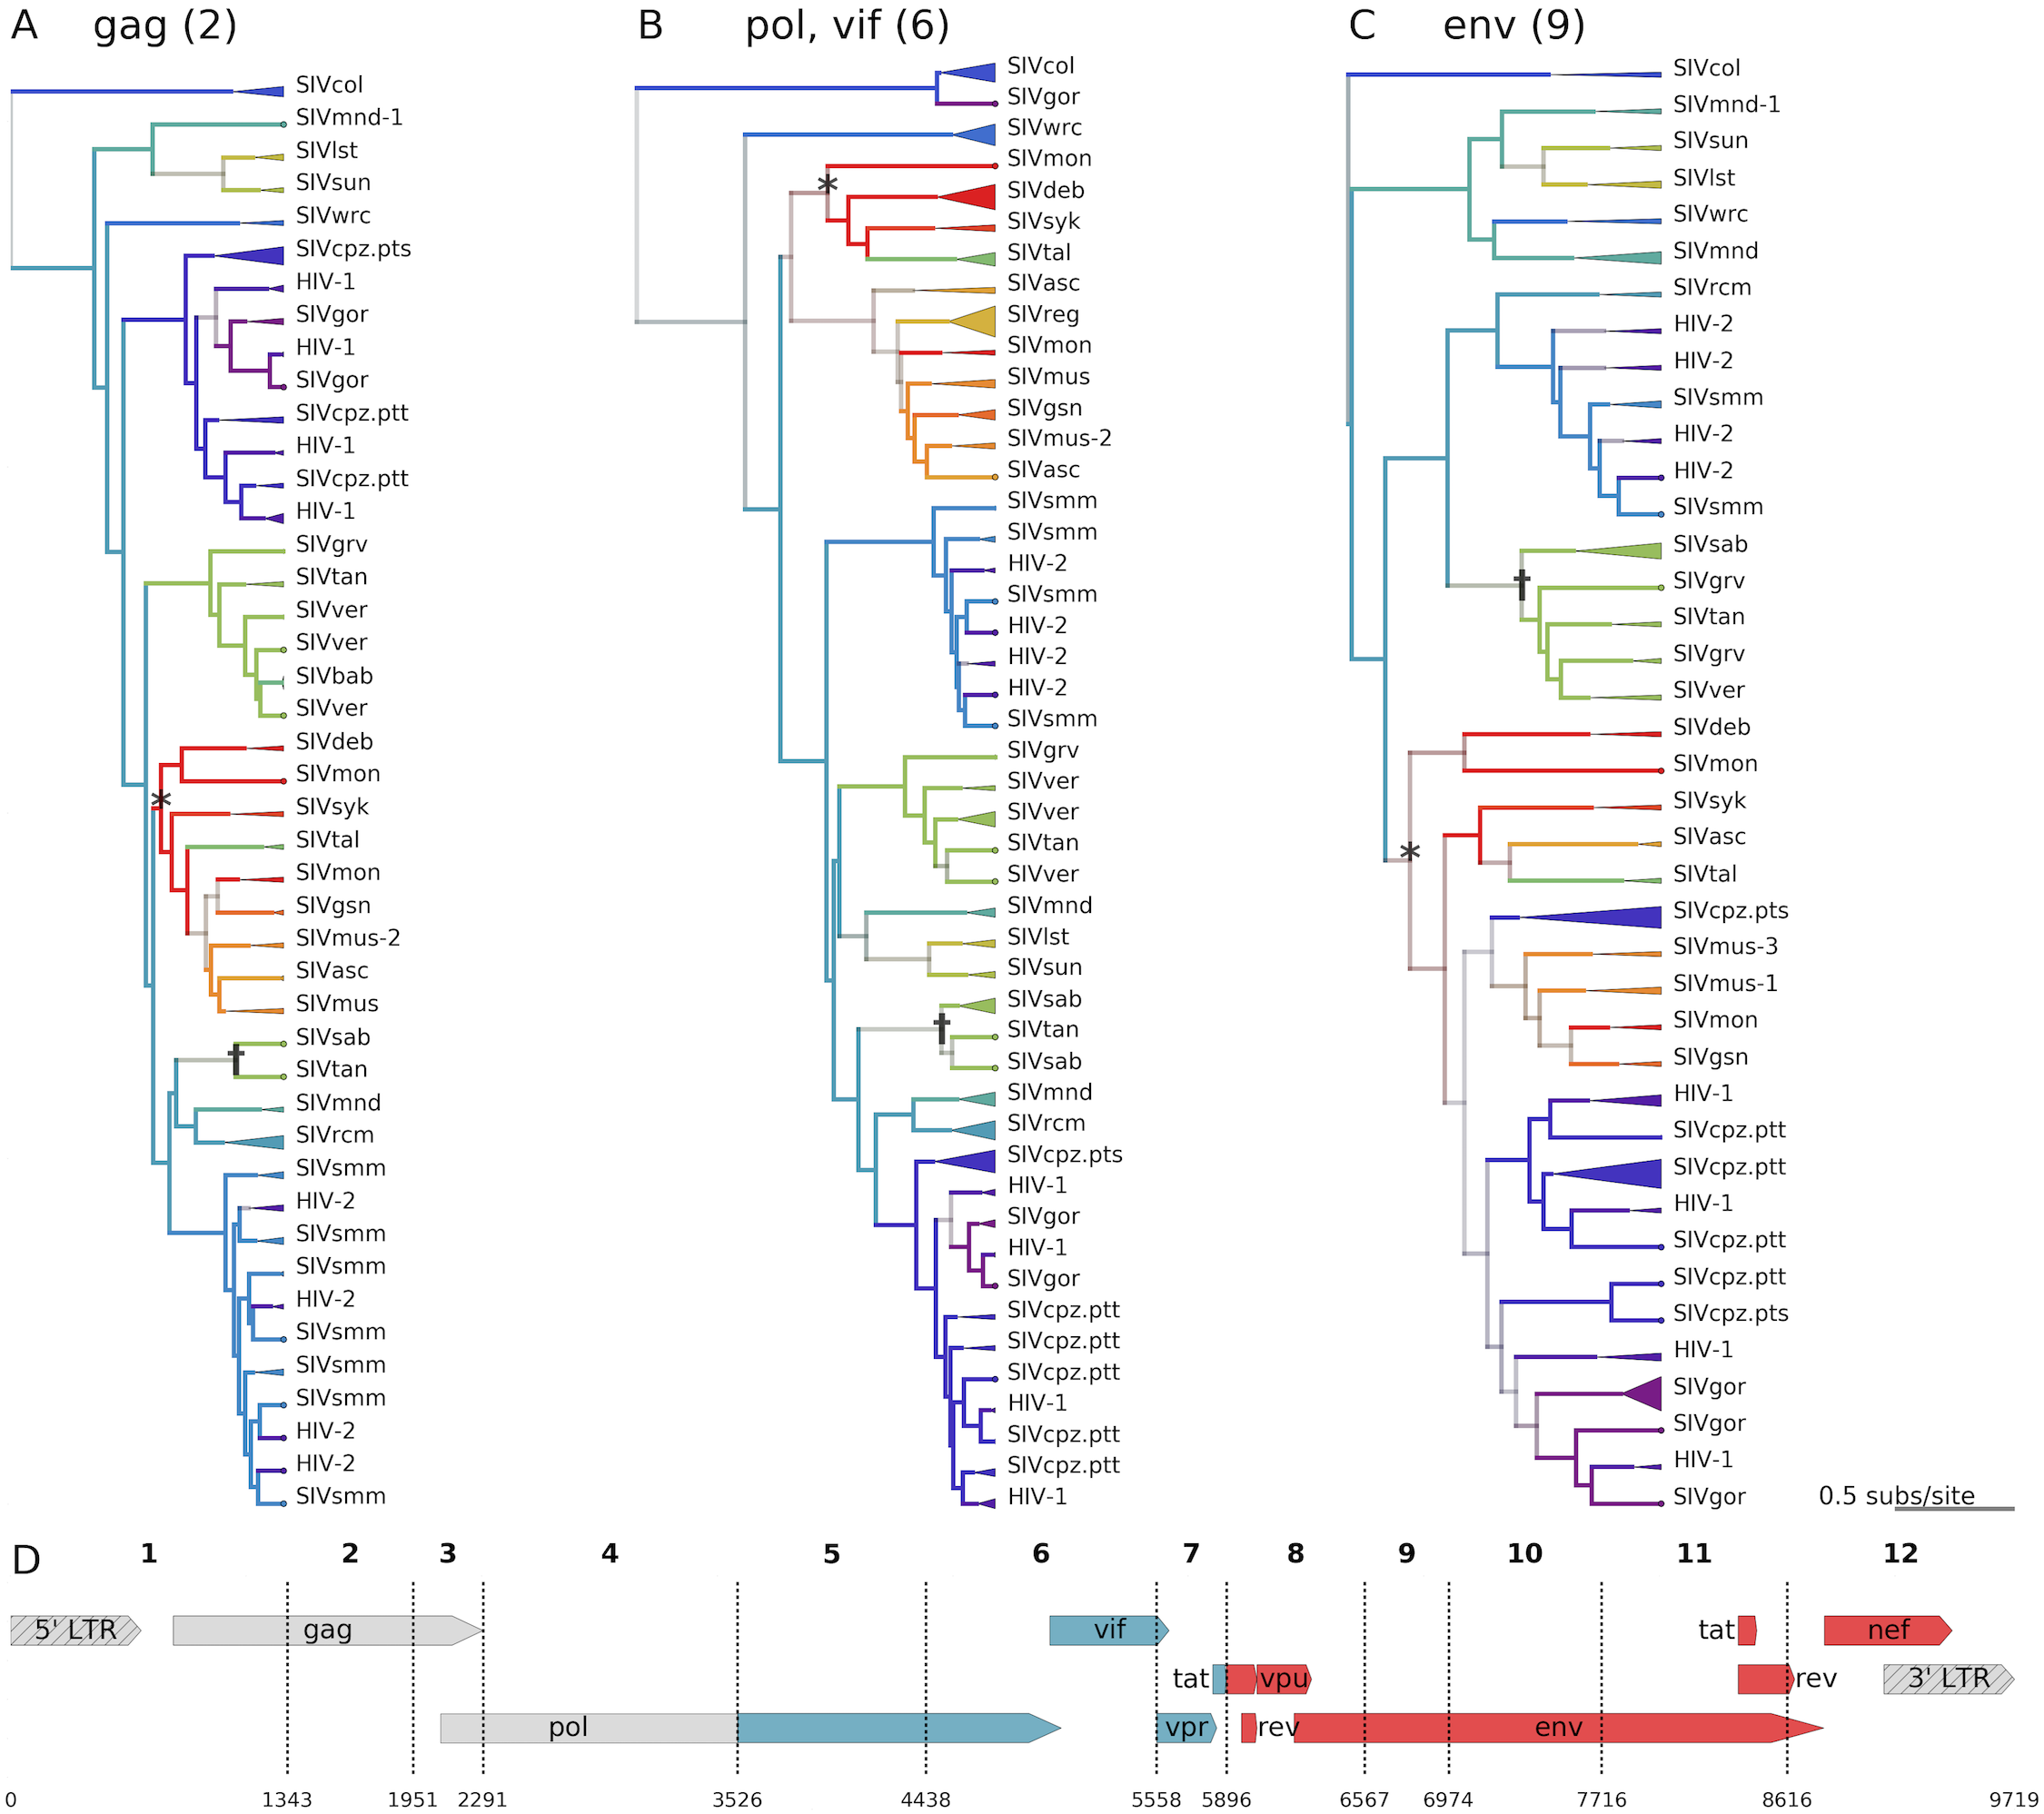 A gag (2)
SIVcol
SIVmnd-1
SIVlst
SIVsun
SIVwrc
SIVcpz.pts
HIV-1
SIVgor
HIV-1
SIVgor
SIVcpz.ptt
HIV-1
SIVcpz.ptt
HIV-1
SIVgrv
SIVtan
SIVver
SIVver
SIVbab
SIVver
SIVdeb
SIVmon
*
SIVsyk
SIVtal
SIVmon
SIVgsn
SIVmus-2
SIVasc
SIVmus
SIVsab
†
SIVtan
SIVmnd
SIVrcm
SIVsmm
HIV-2
SIVsmm
SIVsmm
HIV-2
SIVsmm
SIVsmm
SIVsmm
HIV-2
HIV-2
SIVsmm
B pol, vif (6)
SIVcol
SIVgor
SIVwrc
SIVmon
*
SIVdeb
SIVsyk
SIVtal
SIVasc
SIVreg
SIVmon
SIVmus
SIVgsn
SIVmus-2
SIVasc
SIVsmm
SIVsmm
HIV-2
SIVsmm
HIV-2
HIV-2
HIV-2
SIVsmm
SIVgrv
SIVver
SIVver
SIVtan
SIVver
SIVmnd
SIVlst
SIVsun
SIVsab
†
SIVtan
SIVsab
SIVmnd
SIVrcm
SIVcpz.pts
HIV-1
SIVgor
HIV-1
SIVgor
SIVcpz.ptt
SIVcpz.ptt
SIVcpz.ptt
HIV-1
SIVcpz.ptt
SIVcpz.ptt
HIV-1
C env (9)
SIVcol
SIVmnd-1
SIVsun
SIVlst
SIVwrc
SIVmnd
SIVrcm
HIV-2
HIV-2
SIVsmm
HIV-2
HIV-2
SIVsmm
SIVsab
†
SIVgrv
SIVtan
SIVgrv
SIVver
SIVdeb
SIVmon
SIVsyk
*
SIVasc
SIVtal
SIVcpz.pts
SIVmus-3
SIVmus-1
SIVmon
SIVgsn
HIV-1
SIVcpz.ptt
SIVcpz.ptt
HIV-1
SIVcpz.ptt
SIVcpz.ptt
SIVcpz.pts
HIV-1
SIVgor
SIVgor
HIV-1
SIVgor
0.5 subs/site
D 1 2 3 4 5 6 7 8 9 10 11 12
5' LTR gag vif tat nef
tat vpu rev 3' LTR
pol vpr rev env
0 1343 1951 2291 3526 4438 5558 5896 6567 6974 7716 8616 9719